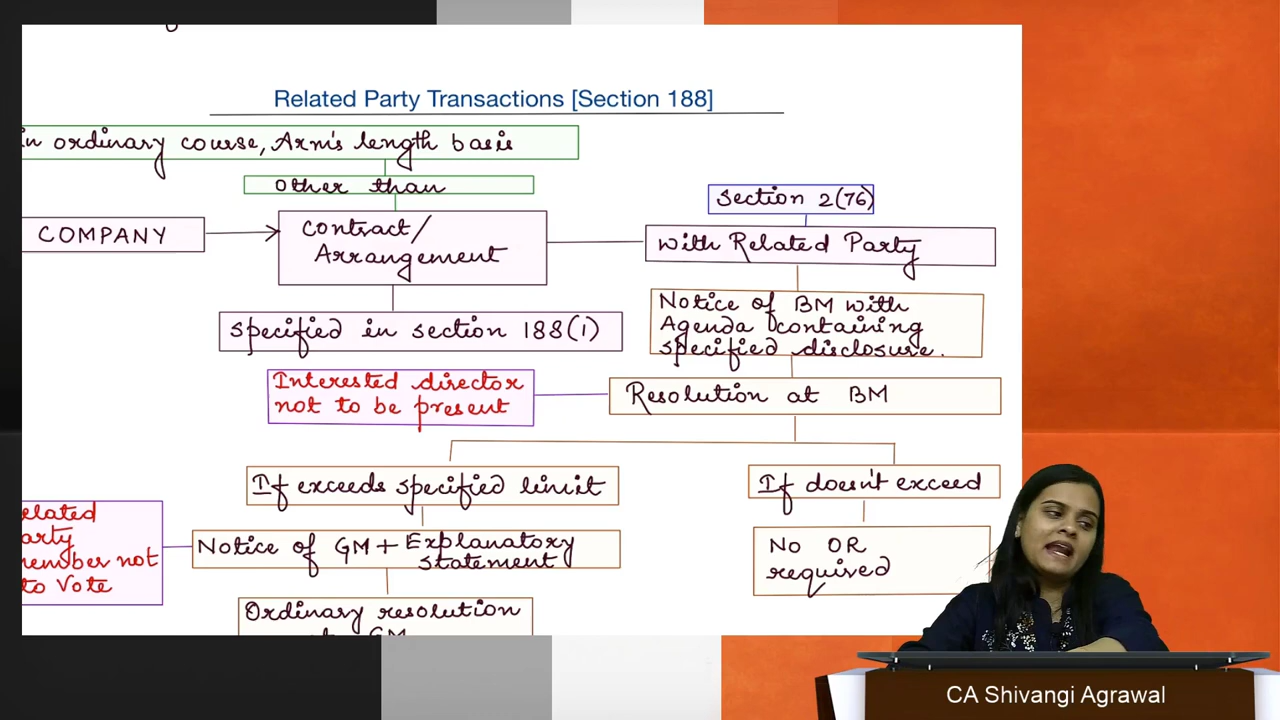 Related Party Transactions [Section 188]
in ordinary course, Arm's length basis
other than
Section 2(76)
COMPANY
Contract/
Arrangement
with Related Party
specified in section 188(1)
Notice of BM with
Agenda containing
specified disclosure.
Interested director
not to be present
Resolution at BM
If exceeds specified limit
If doesn't exceed
elated
arty
member not
to Vote
Notice of GM + Explanatory
statement
No OR
required
Ordinary resolution
GM
CA Shivangi Agrawal